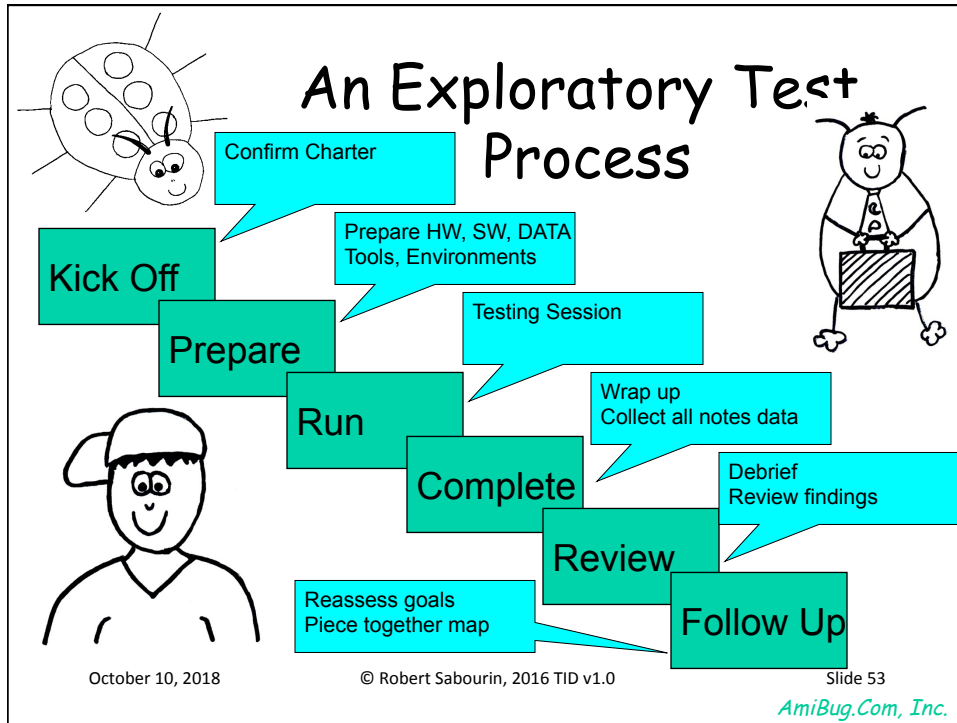 An Exploratory Test
Process
Confirm Charter
Kick Off
Prepare HW, SW, DATA
Tools, Environments
Prepare
Testing Session
Run
Wrap up
Collect all notes data
Complete
Debrief
Review findings
Review
Reassess goals
Piece together map
Follow Up
October 10, 2018
© Robert Sabourin, 2016 TID v1.0
Slide 53
AmiBug.Com, Inc.